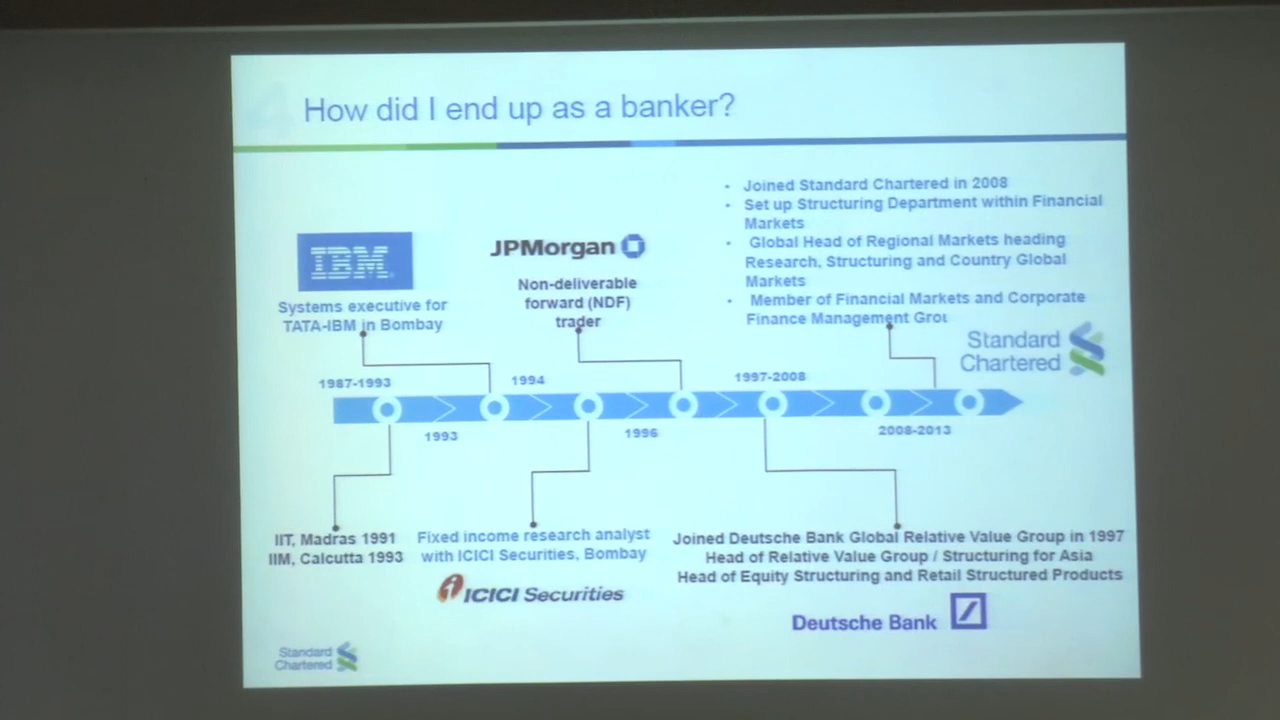 How did I end up as a banker?
IBM
Systems executive for
TATA-IBM in Bombay
JPMorgan
Non-deliverable
forward (NDF)
trader
• Joined Standard Chartered in 2008
• Set up Structuring Department within Financial
Markets
• Global Head of Regional Markets heading
Research, Structuring and Country Global
Markets
• Member of Financial Markets and Corporate
Finance Management Grou
Standard
Chartered
1987-1993
1994
1997-2008
1993
1996
2008-2013
IIT, Madras 1991
IIM, Calcutta 1993
Fixed income research analyst
with ICICI Securities, Bombay
ICICI Securities
Joined Deutsche Bank Global Relative Value Group in 1997
Head of Relative Value Group / Structuring for Asia
Head of Equity Structuring and Retail Structured Products
Deutsche Bank
Standard
Chartered